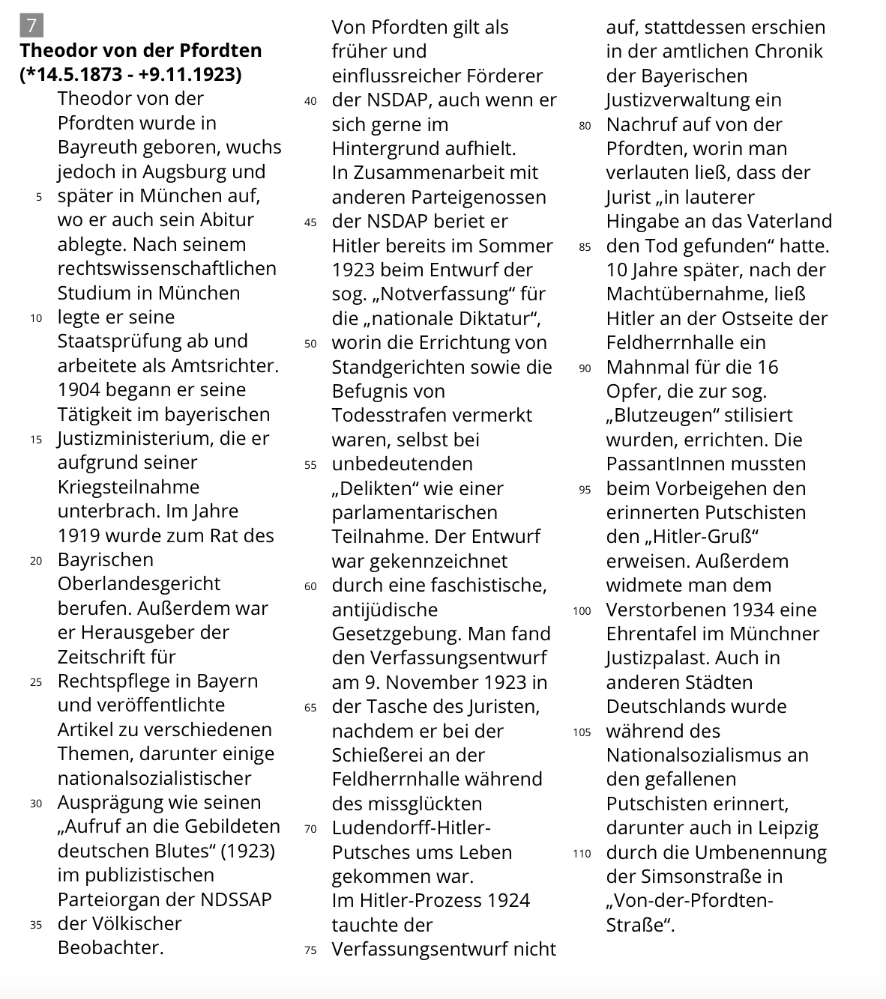 7
Theodor von der Pfordten
(*14.5.1873 - +9.11.1923)
Theodor von der
Pfordten wurde in
Bayreuth geboren, wuchs
jedoch in Augsburg und
5 später in München auf,
wo er auch sein Abitur
ablegte. Nach seinem
rechtswissenschaftlichen
Studium in München
10 legte er seine
Staatsprüfung ab und
arbeitete als Amtsrichter.
1904 begann er seine
Tätigkeit im bayerischen
15 Justizministerium, die er
aufgrund seiner
Kriegsteilnahme
unterbrach. Im Jahre
1919 wurde zum Rat des
20 Bayrischen
Oberlandesgericht
berufen. Außerdem war
er Herausgeber der
Zeitschrift für
25 Rechtspflege in Bayern
und veröffentlichte
Artikel zu verschiedenen
Themen, darunter einige
nationalsozialistischer
30 Ausprägung wie seinen
„Aufruf an die Gebildeten
deutschen Blutes“ (1923)
im publizistischen
Parteiorgan der NDSSAP
35 der Völkischer
Beobachter.
Von Pfordten gilt als
früher und
einflussreicher Förderer
40 der NSDAP, auch wenn er
sich gerne im
Hintergrund aufhielt.
In Zusammenarbeit mit
anderen Parteigenossen
45 der NSDAP beriet er
Hitler bereits im Sommer
1923 beim Entwurf der
sog. „Notverfassung“ für
die „nationale Diktatur“,
50 worin die Errichtung von
Standgerichten sowie die
Befugnis von
Todesstrafen vermerkt
waren, selbst bei
55 unbedeutenden
„Delikten“ wie einer
parlamentarischen
Teilnahme. Der Entwurf
war gekennzeichnet
60 durch eine faschistische,
antijüdische
Gesetzgebung. Man fand
den Verfassungsentwurf
am 9. November 1923 in
65 der Tasche des Juristen,
nachdem er bei der
Schießerei an der
Feldherrnhalle während
des missglückten
70 Ludendorff-Hitler-
Putsches ums Leben
gekommen war.
Im Hitler-Prozess 1924
tauchte der
75 Verfassungsentwurf nicht
auf, stattdessen erschien
in der amtlichen Chronik
der Bayerischen
Justizverwaltung ein
80 Nachruf auf von der
Pfordten, worin man
verlauten ließ, dass der
Jurist „in lauterer
Hingabe an das Vaterland
85 den Tod gefunden“ hatte.
10 Jahre später, nach der
Machtübernahme, ließ
Hitler an der Ostseite der
Feldherrnhalle ein
90 Mahnmal für die 16
Opfer, die zur sog.
„Blutzeugen“ stilisiert
wurden, errichten. Die
PassantInnen mussten
95 beim Vorbeigehen den
erinnerten Putschisten
den „Hitler-Gruß“
erweisen. Außerdem
widmete man dem
100 Verstorbenen 1934 eine
Ehrentafel im Münchner
Justizpalast. Auch in
anderen Städten
Deutschlands wurde
105 während des
Nationalsozialismus an
den gefallenen
Putschisten erinnert,
darunter auch in Leipzig
110 durch die Umbenennung
der Simsonstraße in
„Von-der-Pfordten-
Straße“.